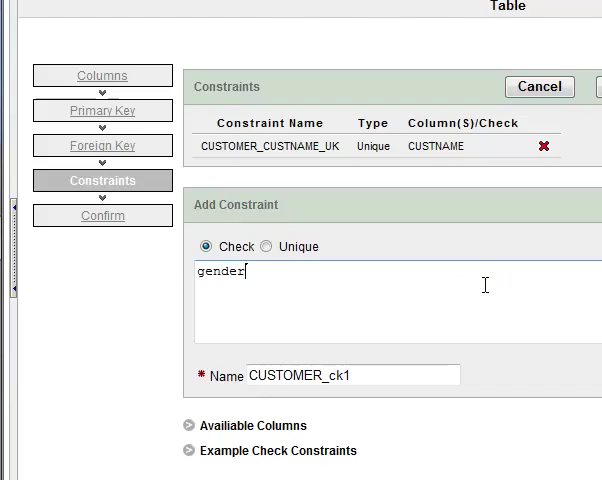 Table
Columns
Primary Key
Foreign Key
Constraints
Confirm
Constraints
Cancel
Constraint Name Type Column(S)/Check
CUSTOMER_CUSTNAME_UK Unique CUSTNAME
Add Constraint
Check Unique
gender
* Name CUSTOMER_ck1
Availiable Columns
Example Check Constraints